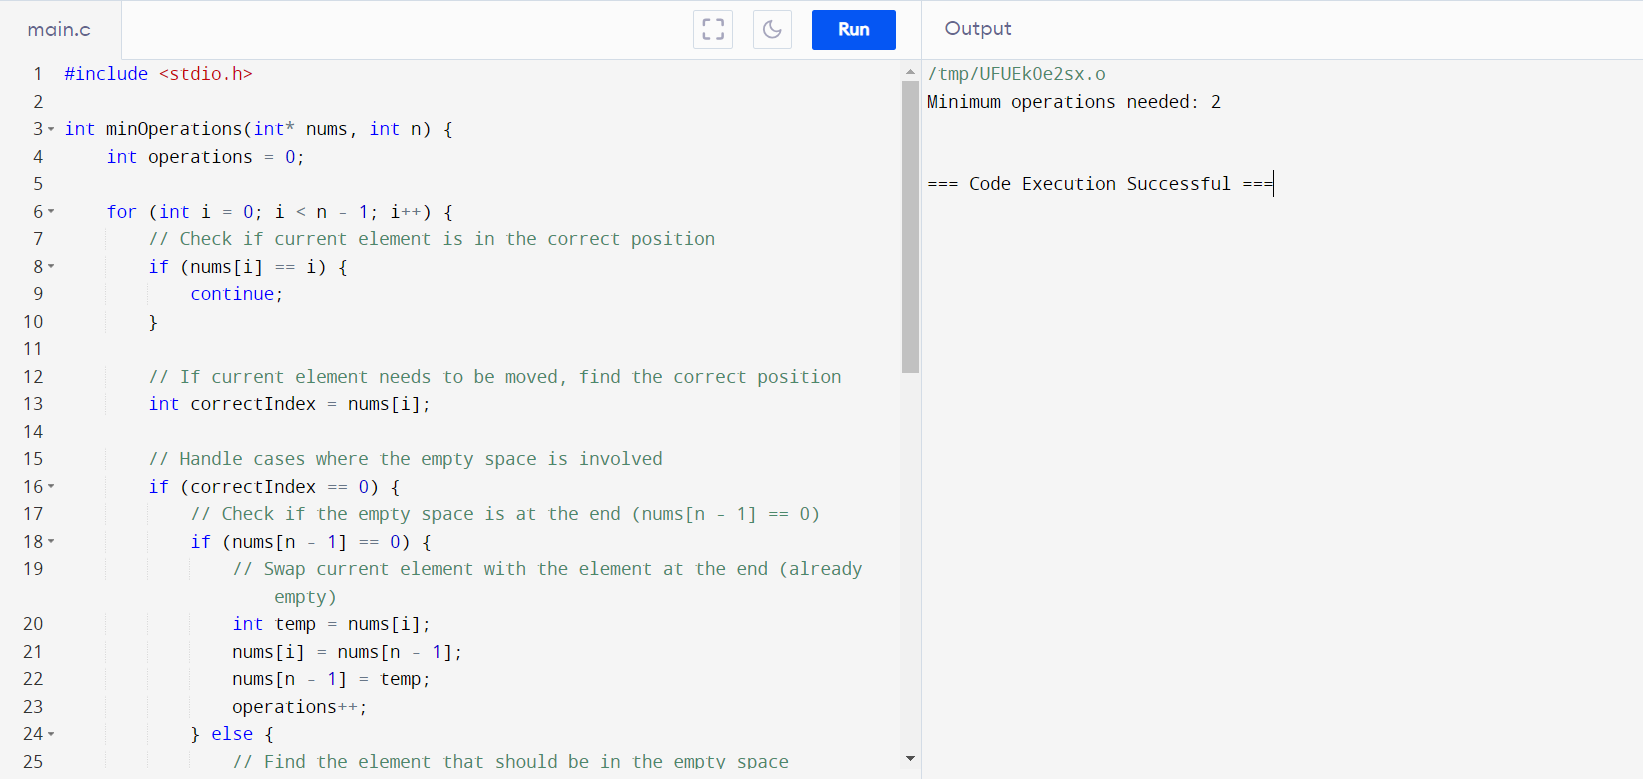 main.c
Run
Output
1 #include <stdio.h>
2
3 int minOperations(int* nums, int n) {
4 int operations = 0;
5
6 for (int i = 0; i < n - 1; i++) {
7 // Check if current element is in the correct position
8 if (nums[i] == i) {
9 continue;
10 }
11
12 // If current element needs to be moved, find the correct position
13 int correctIndex = nums[i];
14
15 // Handle cases where the empty space is involved
16 if (correctIndex == 0) {
17 // Check if the empty space is at the end (nums[n - 1] == 0)
18 if (nums[n - 1] == 0) {
19 // Swap current element with the element at the end (already
empty)
20 int temp = nums[i];
21 nums[i] = nums[n - 1];
22 nums[n - 1] = temp;
23 operations++;
24 } else {
25 // Find the element that should be in the empty space
/tmp/UFUEkOe2sx.o
Minimum operations needed: 2
=== Code Execution Successful ===